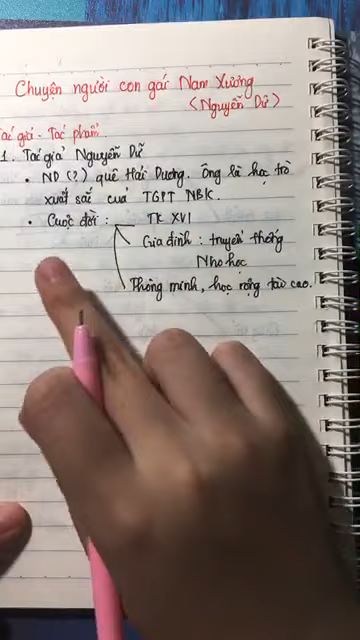 Chuyện người con gái Nam Xương
(Nguyễn Dữ)
Tác giả - Tác phẩm
1. Tác giả Nguyễn Dữ
• ND (?) quê Hải Dương. Ông là học trò
xuất sắc của TGPT NBK.
• Cuộc đời : TK XVI
Gia đình : truyền thống
Nho học
Thông minh, học rộng tài cao.